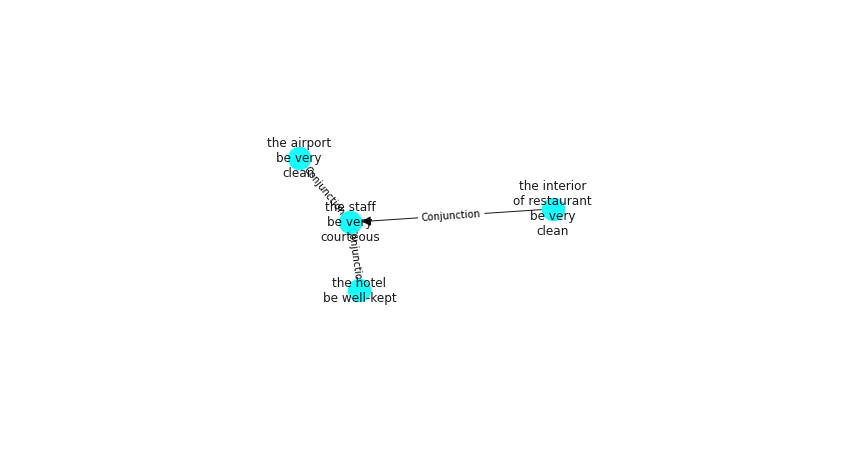 the airport
be very
clean
Conjunction
the staff
be very
courteous
Conjunction
the interior
of restaurant
be very
clean
Conjunction
the hotel
be well-kept